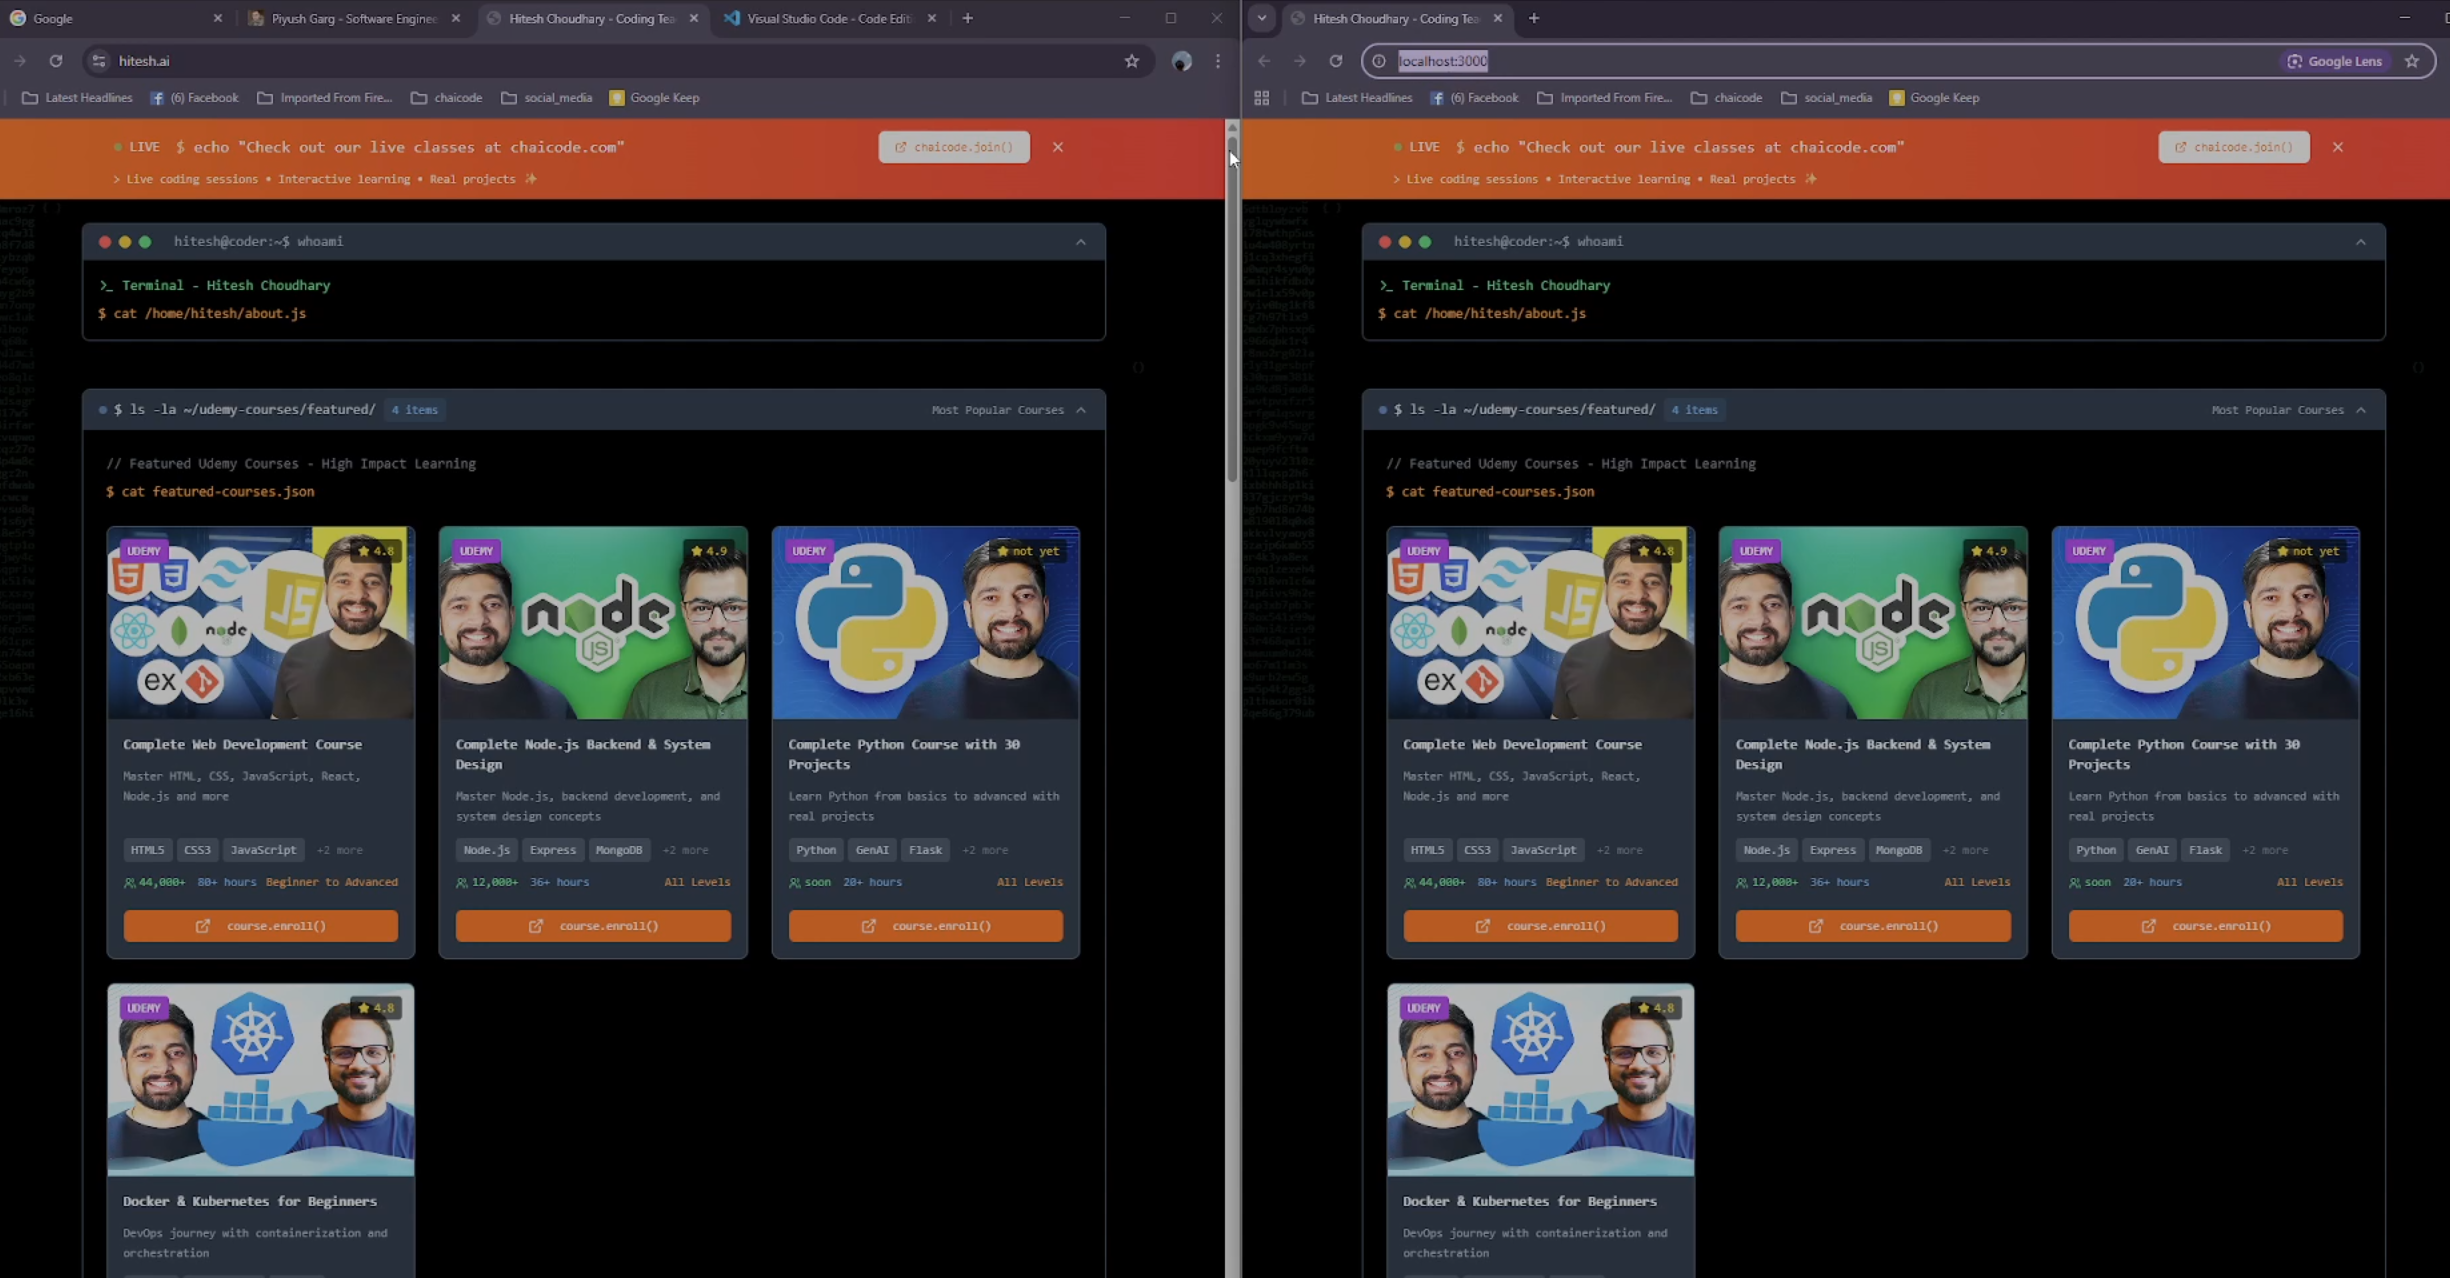 Google
Piyush Garg - Software Enginee
Hitesh Choudhary - Coding Tea
Visual Studio Code - Code Edit
hitesh.ai
Latest Headlines
(6) Facebook
Imported From Fire...
chaicode
social_media
Google Keep
LIVE $ echo "Check out our live classes at chaicode.com"
chaicode.join()
> Live coding sessions • Interactive learning • Real projects ✨
hitesh@coder:~$ whoami
>_ Terminal - Hitesh Choudhary
$ cat /home/hitesh/about.js
$ ls -la ~/udemy-courses/featured/ 4 items
Most Popular Courses
// Featured Udemy Courses - High Impact Learning
$ cat featured-courses.json
UDEMY
★ 4.8
JS
node
ex
Complete Web Development Course
Master HTML, CSS, JavaScript, React,
Node.js and more
HTML5 CSS3 JavaScript +2 more
44,000+ 80+ hours Beginner to Advanced
course.enroll()
UDEMY
★ 4.9
node
JS
Complete Node.js Backend & System
Design
Master Node.js, backend development, and
system design concepts
Node.js Express MongoDB +2 more
12,000+ 36+ hours All Levels
course.enroll()
UDEMY
★ not yet
Complete Python Course with 30
Projects
Learn Python from basics to advanced with
real projects
Python GenAI Flask +2 more
soon 20+ hours All Levels
course.enroll()
UDEMY
★ 4.8
Docker & Kubernetes for Beginners
DevOps journey with containerization and
orchestration
Hitesh Choudhary - Coding Tea
localhost:3000
Google Lens
Latest Headlines
(6) Facebook
Imported From Fire...
chaicode
social_media
Google Keep
LIVE $ echo "Check out our live classes at chaicode.com"
chaicode.join()
> Live coding sessions • Interactive learning • Real projects ✨
hitesh@coder:~$ whoami
>_ Terminal - Hitesh Choudhary
$ cat /home/hitesh/about.js
$ ls -la ~/udemy-courses/featured/ 4 items
Most Popular Courses
// Featured Udemy Courses - High Impact Learning
$ cat featured-courses.json
UDEMY
★ 4.8
JS
node
ex
Complete Web Development Course
Master HTML, CSS, JavaScript, React,
Node.js and more
HTML5 CSS3 JavaScript +2 more
44,000+ 80+ hours Beginner to Advanced
course.enroll()
UDEMY
★ 4.9
node
JS
Complete Node.js Backend & System
Design
Master Node.js, backend development, and
system design concepts
Node.js Express MongoDB +2 more
12,000+ 36+ hours All Levels
course.enroll()
UDEMY
★ not yet
Complete Python Course with 30
Projects
Learn Python from basics to advanced with
real projects
Python GenAI Flask +2 more
soon 20+ hours All Levels
course.enroll()
UDEMY
★ 4.8
Docker & Kubernetes for Beginners
DevOps journey with containerization and
orchestration